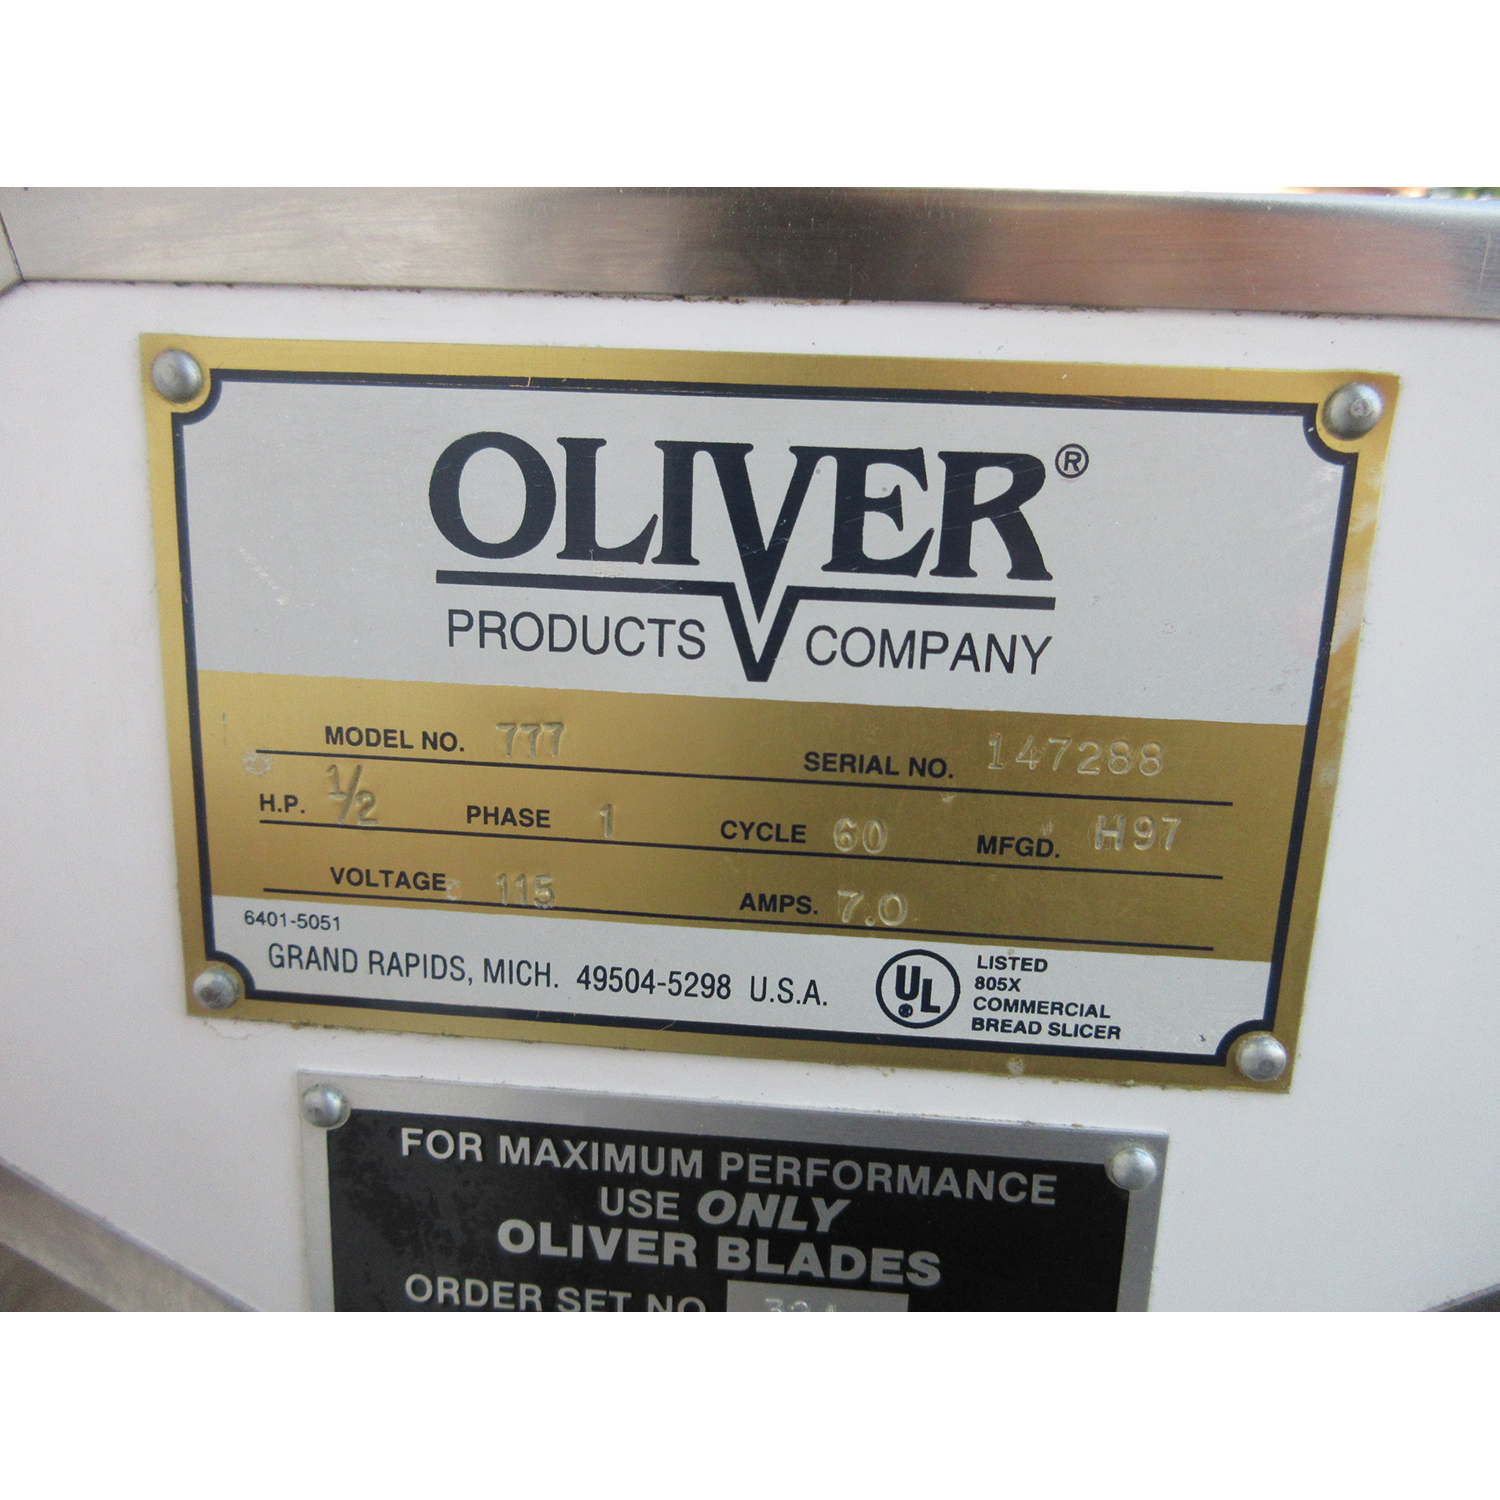 OLIVER®
PRODUCTS COMPANY
MODEL NO. 777 SERIAL NO. 147288
H.P. 1/2 PHASE 1 CYCLE 60 MFGD. H97
VOLTAGE 115 AMPS. 7.0
6401-5051
GRAND RAPIDS, MICH. 49504-5298 U.S.A.
UL®
LISTED
805X
COMMERCIAL
BREAD SLICER
FOR MAXIMUM PERFORMANCE
USE ONLY
OLIVER BLADES
ORDER SET NO